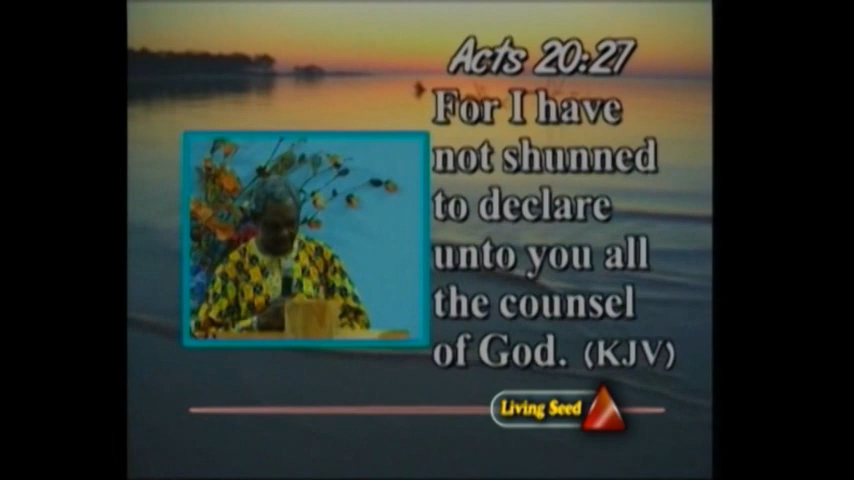 Acts 20:27
For I have
not shunned
to declare
unto you all
the counsel
of God. (KJV)
Living Seed